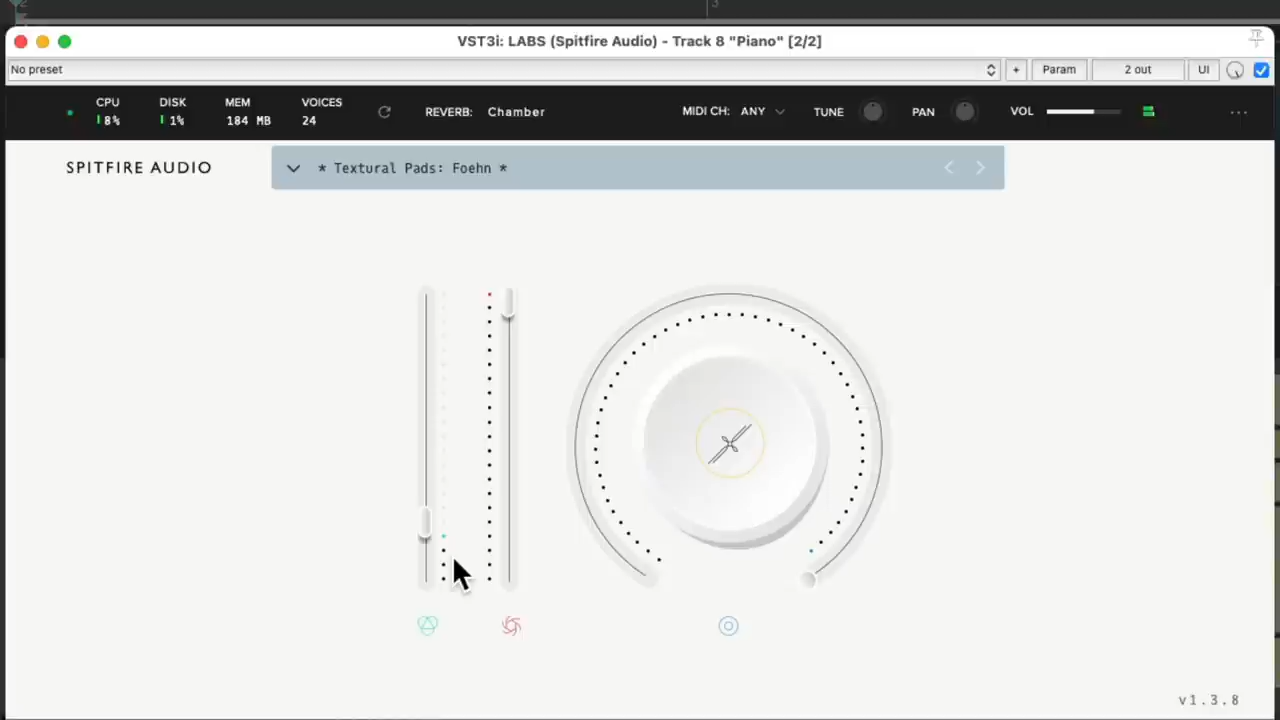 2
3
VST3i: LABS (Spitfire Audio) - Track 8 "Piano" [2/2]
No preset
+
Param
2 out
UI
CPU
8%
DISK
1%
MEM
184 MB
VOICES
24
REVERB: Chamber
MIDI CH: ANY
TUNE
PAN
VOL
SPITFIRE AUDIO
* Textural Pads: Foehn *
v1.3.8